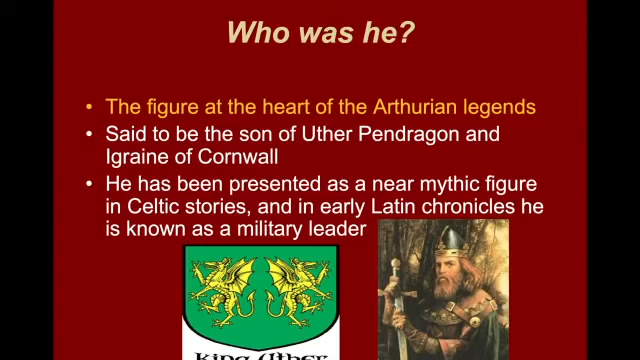 Who was he?
• The figure at the heart of the Arthurian legends
• Said to be the son of Uther Pendragon and
Igraine of Cornwall
• He has been presented as a near mythic figure
in Celtic stories, and in early Latin chronicles he
is known as a military leader
King Uther